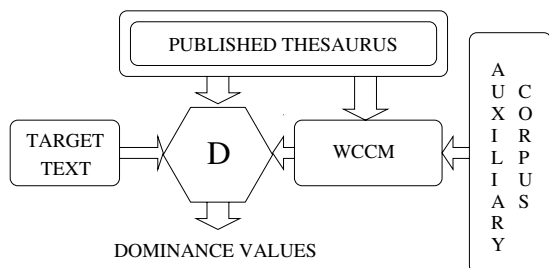 PUBLISHED THESAURUS
TARGET
TEXT
D
WCCM
AUXILIARY
CORPUS
DOMINANCE VALUES